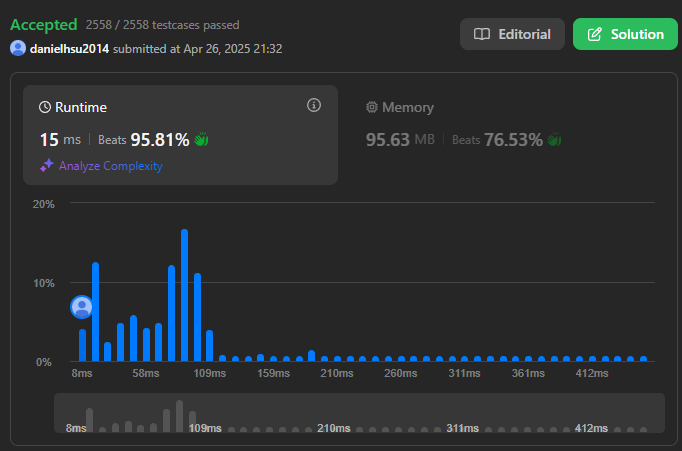 Accepted 2558 / 2558 testcases passed
danielhsu2014 submitted at Apr 26, 2025 21:32
Editorial
Solution
Runtime
15 ms | Beats 95.81%
Analyze Complexity
Memory
95.63 MB | Beats 76.53%
20%
10%
0%
8ms 58ms 109ms 159ms 210ms 260ms 311ms 361ms 412ms
8ms 109ms 210ms 311ms 412ms